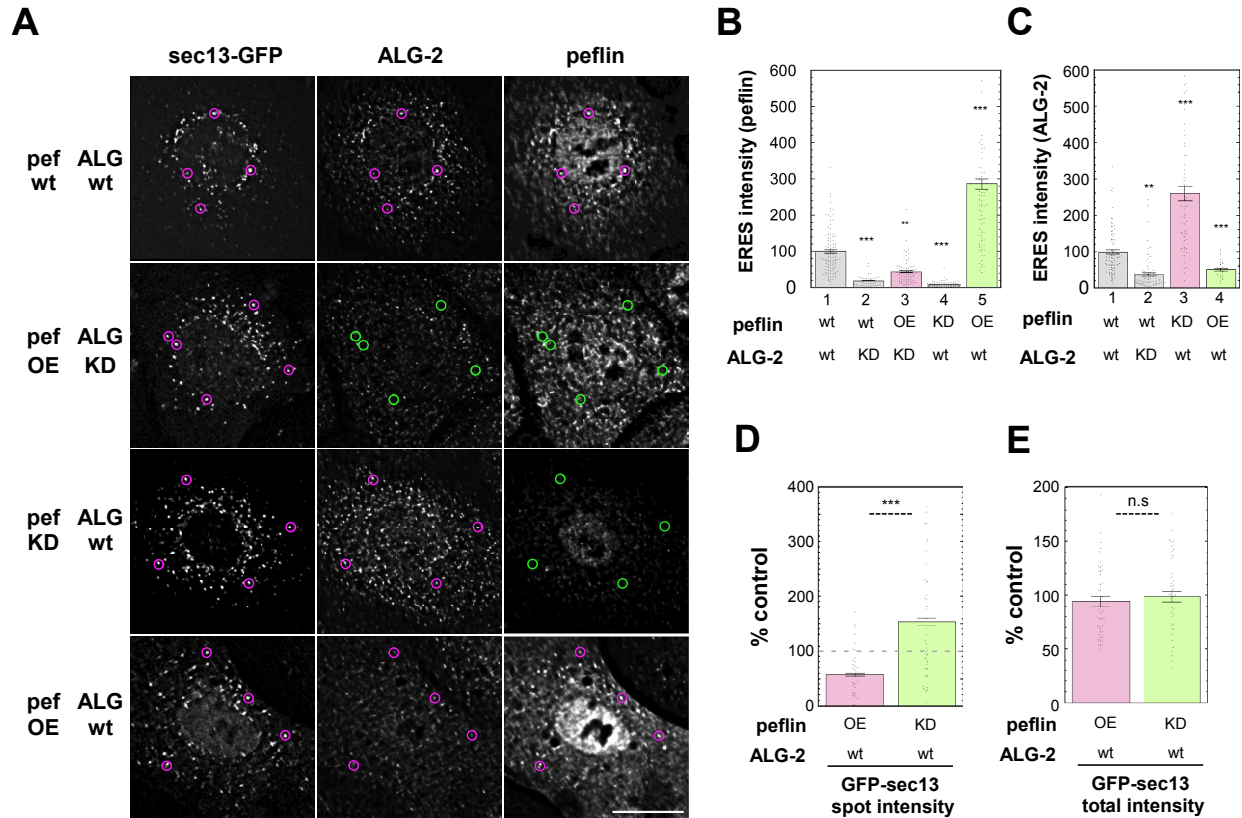 A
sec13-GFP ALG-2 peflin
pef ALG
wt wt
pef ALG
OE KD
pef ALG
KD wt
pef ALG
OE wt
B
ERES intensity (peflin)
600
500
400
300
200
100
0
*** ** *** ***
1 2 3 4 5
peflin wt wt OE KD OE
ALG-2 wt KD KD wt wt
C
ERES intensity (ALG-2)
600
500
400
300
200
100
0
** *** ***
1 2 3 4
peflin wt wt KD OE
ALG-2 wt KD wt wt
D
% control
400
300
200
100
0
***
peflin OE KD
ALG-2 wt wt
GFP-sec13
spot intensity
E
% control
200
150
100
50
0
n.s
peflin OE KD
ALG-2 wt wt
GFP-sec13
total intensity